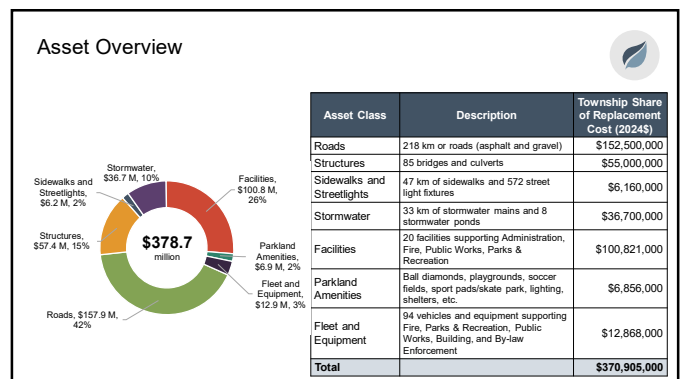 Asset Overview
Stormwater,
$36.7 M, 10%
Sidewalks and
Streetlights,
$6.2 M, 2%
Structures,
$57.4 M, 15%
Roads, $157.9 M,
42%
Facilities,
$100.8 M,
26%
Parkland
Amenities,
$6.9 M, 2%
Fleet and
Equipment,
$12.9 M, 3%
$378.7
million
Asset Class
Description
Township Share
of Replacement
Cost (2024$)
Roads
218 km or roads (asphalt and gravel)
$152,500,000
Structures
85 bridges and culverts
$55,000,000
Sidewalks and
Streetlights
47 km of sidewalks and 572 street
light fixtures
$6,160,000
Stormwater
33 km of stormwater mains and 8
stormwater ponds
$36,700,000
Facilities
20 facilities supporting Administration,
Fire, Public Works, Parks &
Recreation
$100,821,000
Parkland
Amenities
Ball diamonds, playgrounds, soccer
fields, sport pads/skate park, lighting,
shelters, etc.
$6,856,000
Fleet and
Equipment
94 vehicles and equipment supporting
Fire, Parks & Recreation, Public
Works, Building, and By-law
Enforcement
$12,868,000
Total
$370,905,000